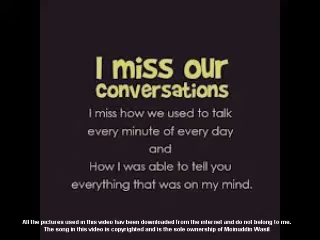 I miss our
conversations
I miss how we used to talk
every minute of every day
and
How I was able to tell you
everything that was on my mind.
All the pictures used in this video hav been downloaded from the internet and do not belong to me.
The song in this video is copyrighted and is the sole ownership of Moinuddin Wasil